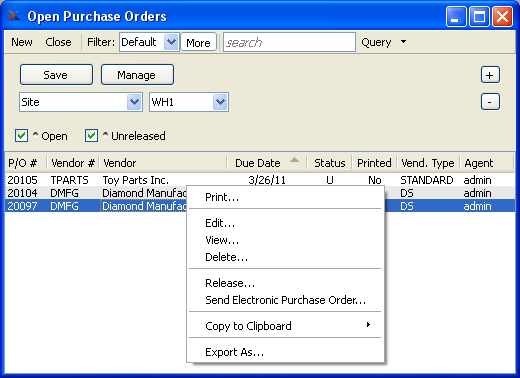 Open Purchase Orders
New Close Filter: Default More search Query
Save Manage +
Site WH1 -
^ Open ^ Unreleased
P/O # Vendor # Vendor Due Date Status Printed Vend. Type Agent
20105 TPARTS Toy Parts Inc. 3/26/11 U No STANDARD admin
20104 DMFG Diamond Manufac DS admin
20097 DMFG Diamond Manufac DS admin
Print...
Edit...
View...
Delete...
Release...
Send Electronic Purchase Order...
Copy to Clipboard
Export As...